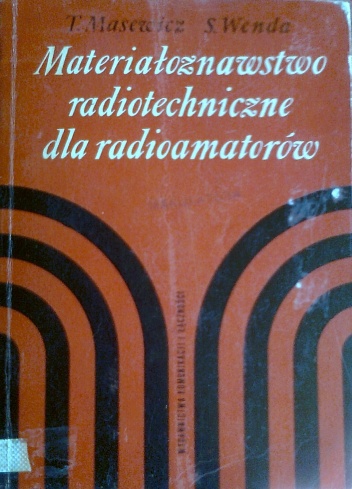 T. Masewicz S. Wenda
Materiałoznawstwo
radiotechniczne
dla radioamatorów
WYDAWNICTWA KOMUNIKACJI I ŁĄCZNOŚCI